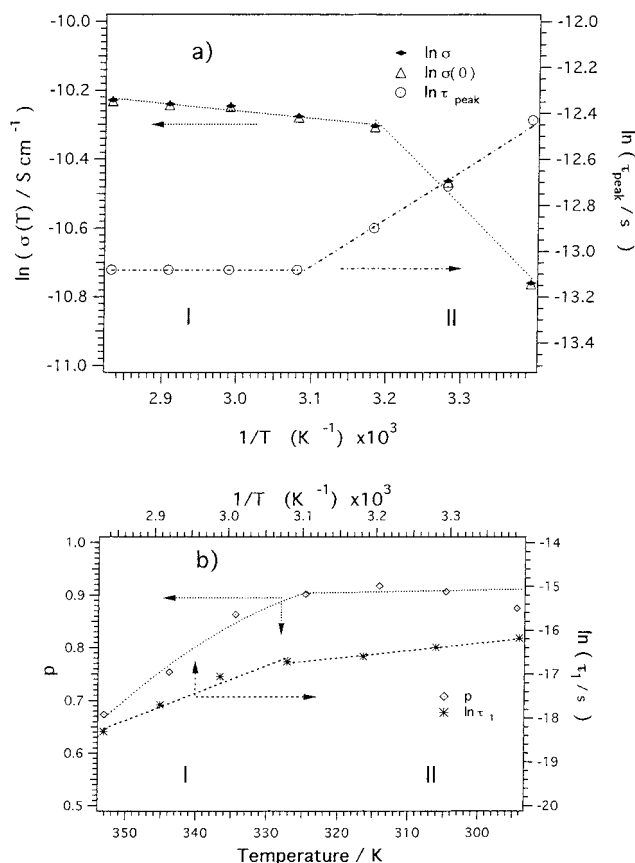 a)
ln σ
ln σ(0)
ln τ peak
-10.0
-10.2
-10.4
-10.6
-10.8
-11.0
ln ( σ(T) / S cm⁻¹ )
-12.0
-12.2
-12.4
-12.6
-12.8
-13.0
-13.2
-13.4
ln ( τpeak / s )
I
II
2.9
3.0
3.1
3.2
3.3
1/T (K⁻¹) x10³
1/T (K⁻¹) x10³
2.9
3.0
3.1
3.2
3.3
b)
1.0
0.9
0.8
0.7
0.6
0.5
p
-14
-15
-16
-17
-18
-19
-20
ln ( τ₁ / s )
p
ln τ₁
I
II
350
340
330
320
310
300
Temperature / K